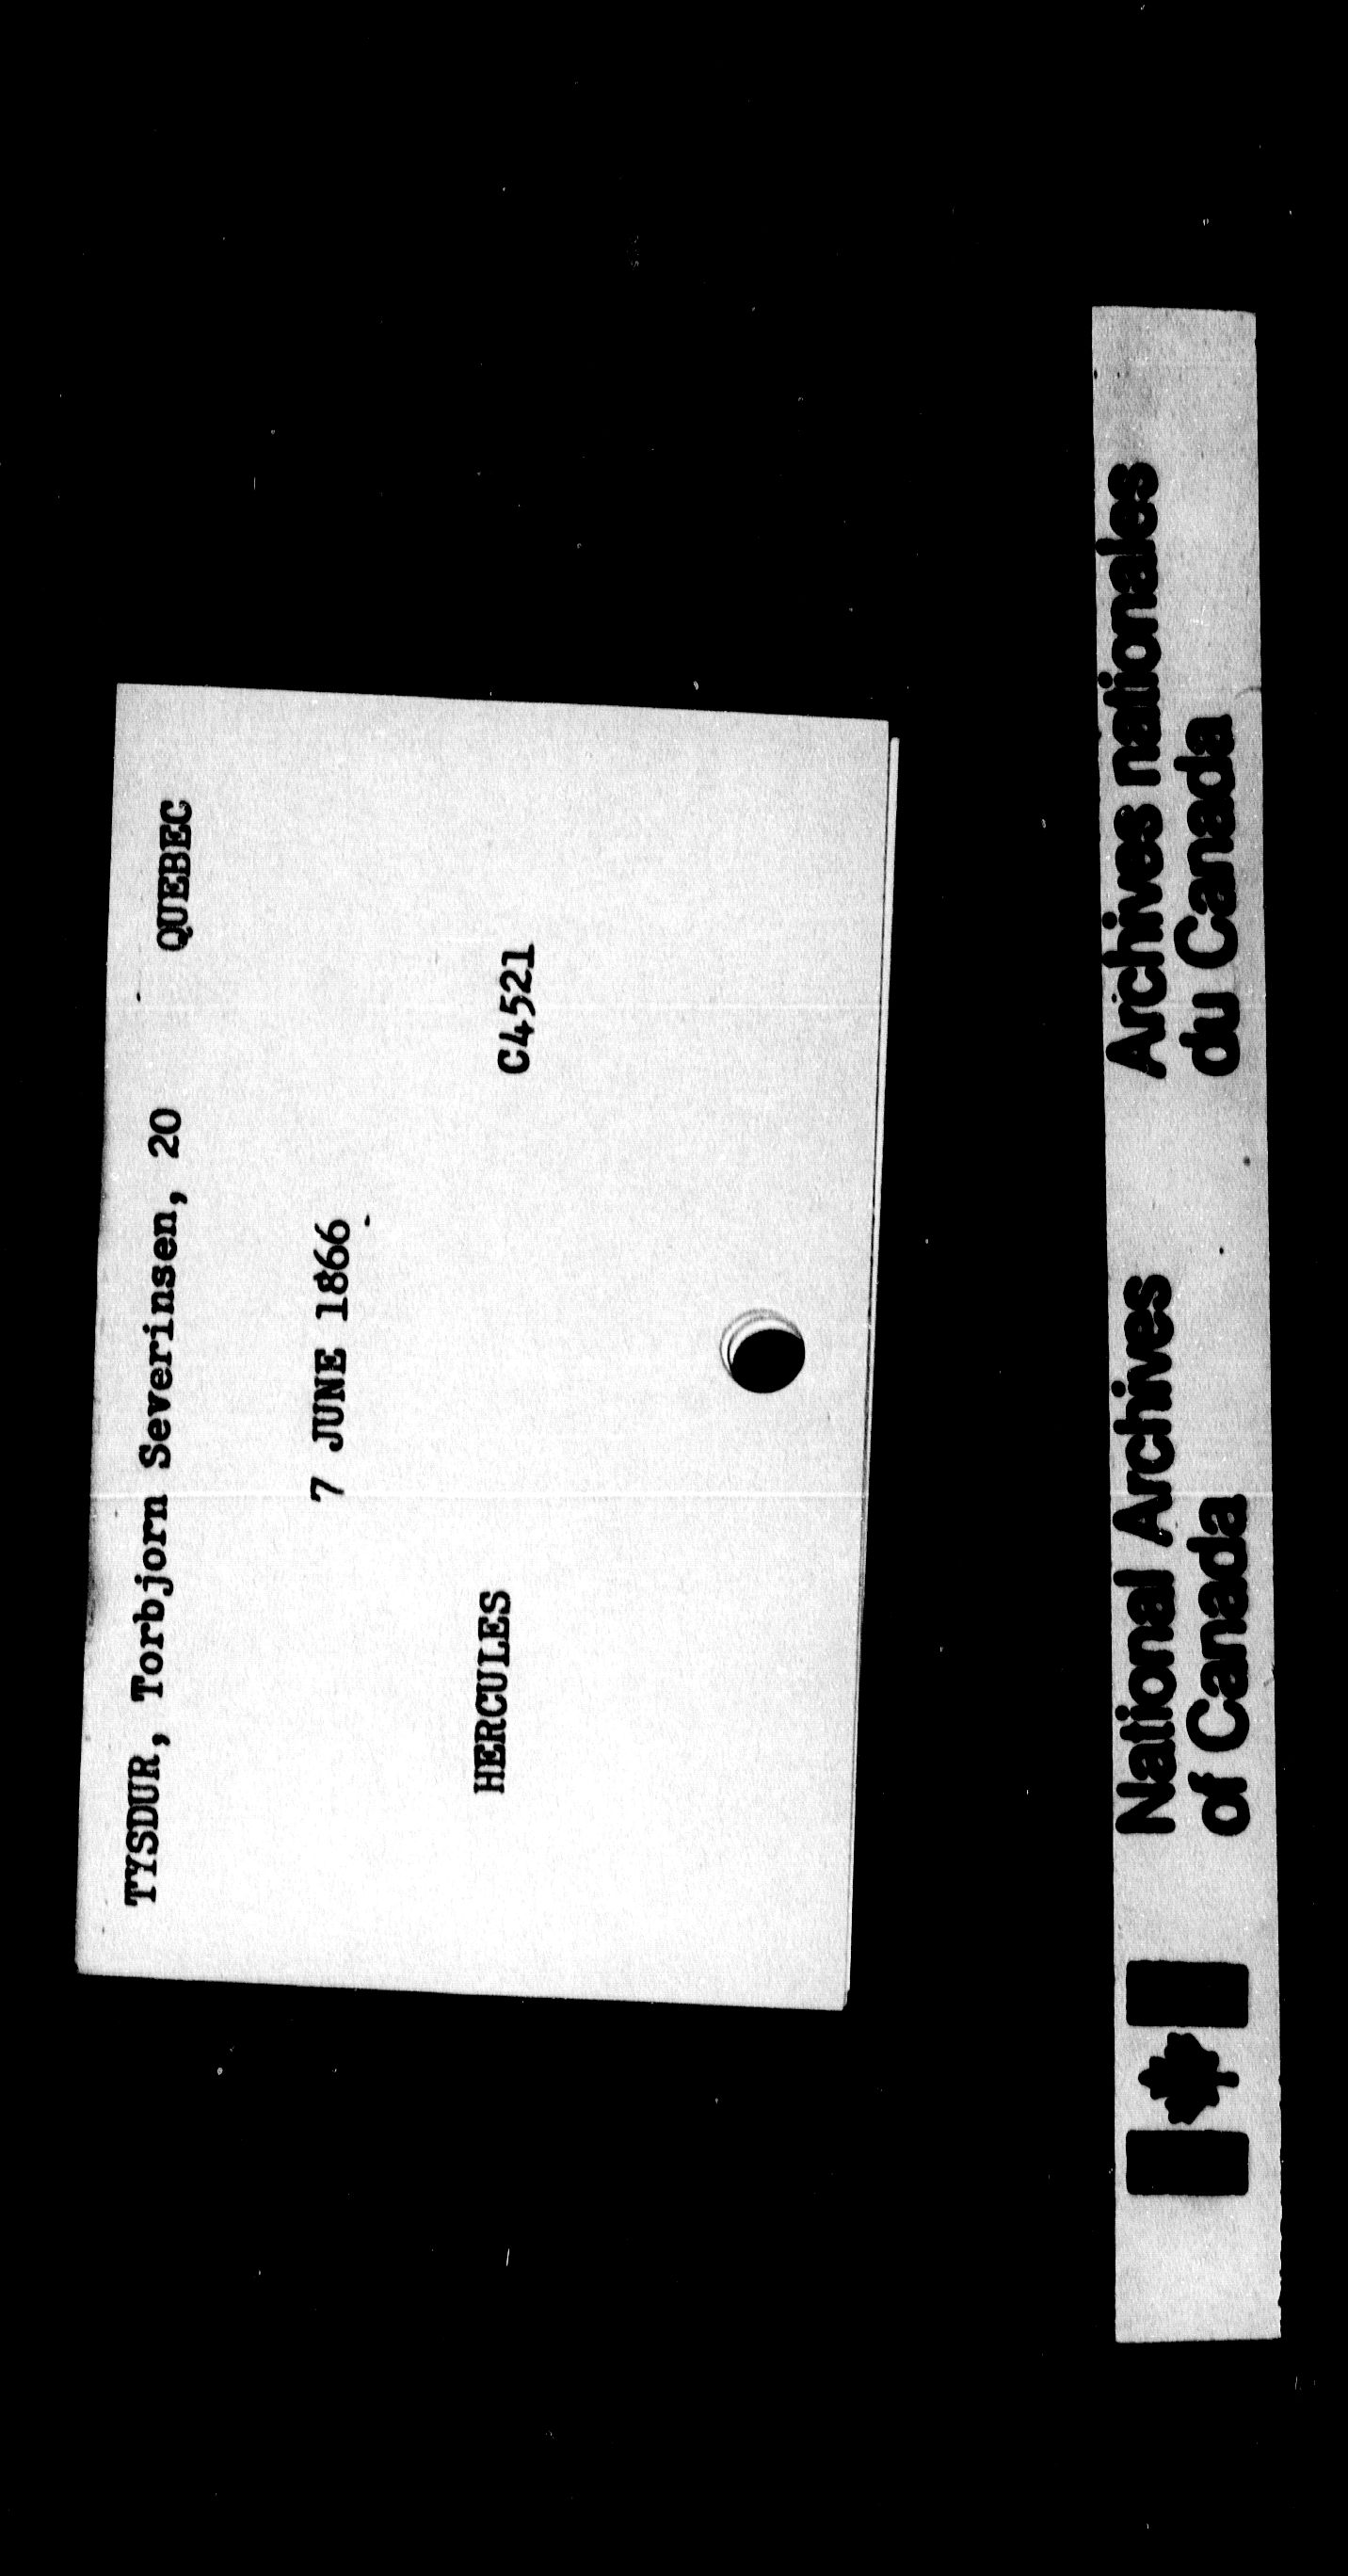 TYSDUR, Torbjorn Severinsen, 20 QUEBEC
7 JUNE 1866
HERCULES C4521
National Archives
of Canada
Archives nationales
du Canada